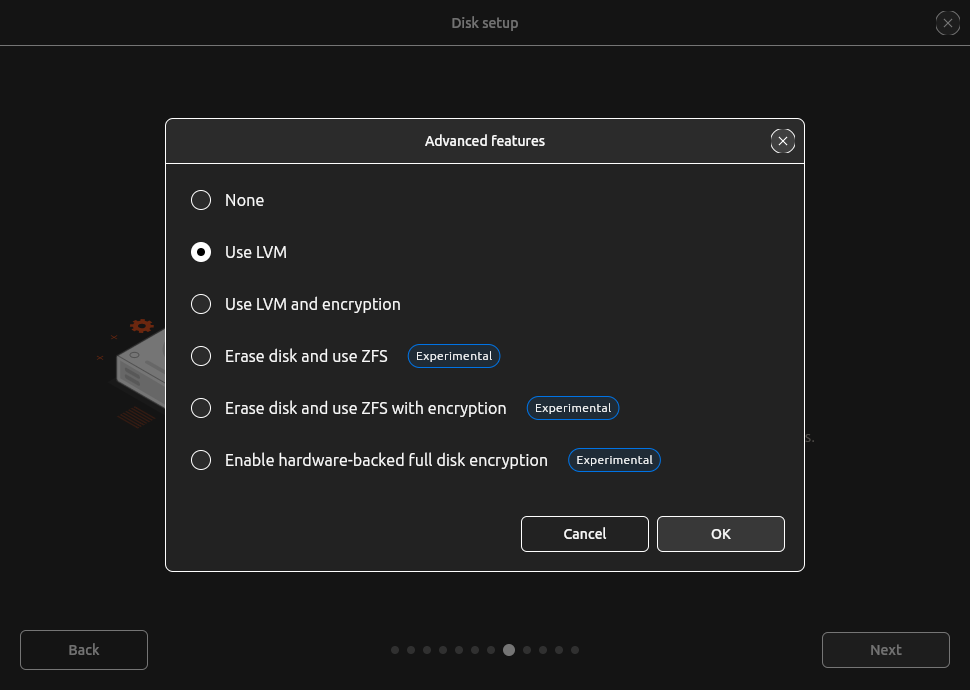 Disk setup
Advanced features
None
Use LVM
Use LVM and encryption
Erase disk and use ZFS Experimental
Erase disk and use ZFS with encryption Experimental
s.
Enable hardware-backed full disk encryption Experimental
Cancel OK
Back Next